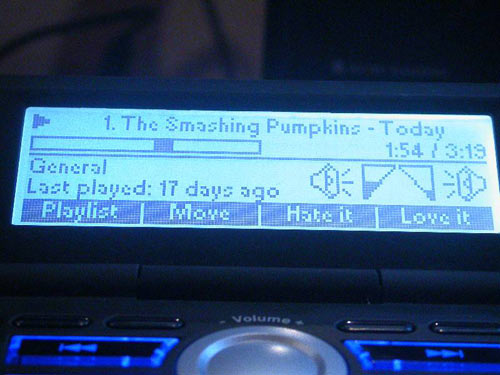 1. The Smashing Pumpkins - Today
1:54 / 3:19
General
Last played: 17 days ago
Playlist Move Hate it Love it
- Volume +